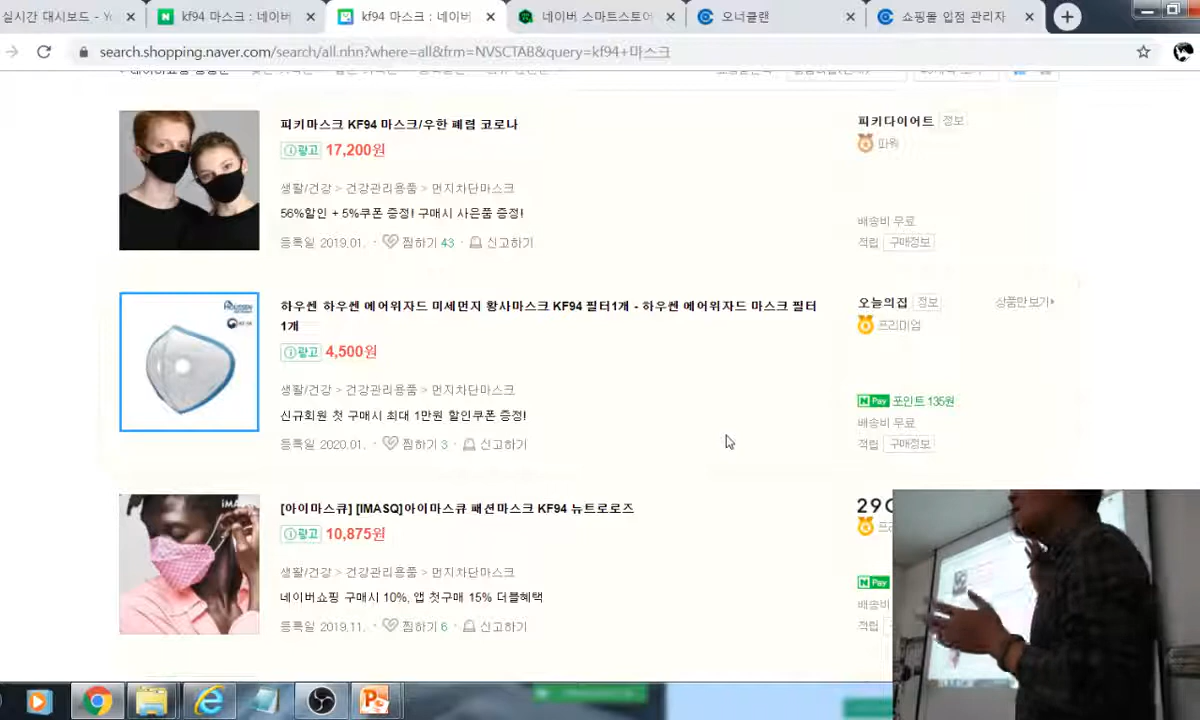 실시간 대시보드 - Yo
kf94 마스크 : 네이버
kf94 마스크 : 네이버
네이버 스마트스토어
오너클랜
쇼핑몰 입점 관리자
search.shopping.naver.com/search/all.nhn?where=all&frm=NVSCTAB&query=kf94+마스크
피키마스크 KF94 마스크/우한 폐렴 코로나
피키다이어트 정보
파워
광고 17,200원
생활/건강 > 건강관리용품 > 먼지차단마스크
56%할인 + 5%쿠폰 증정! 구매시 사은품 증정!
배송비 무료
등록일 2019.01. · 찜하기 43 · 신고하기
적립 구매정보
하우쎈 하우쎈 에어위자드 미세먼지 황사마스크 KF94 필터1개 - 하우쎈 에어위자드 마스크 필터
1개
오늘의집 정보
상품만 보기
프리미엄
광고 4,500원
생활/건강 > 건강관리용품 > 먼지차단마스크
N Pay 포인트 135원
신규회원 첫 구매시 최대 1만원 할인쿠폰 증정!
배송비 무료
등록일 2020.01. · 찜하기 3 · 신고하기
적립 구매정보
[아이마스큐] [IMASQ]아이마스큐 패션마스크 KF94 뉴트로로즈
29C
광고 10,875원
생활/건강 > 건강관리용품 > 먼지차단마스크
N Pay
네이버쇼핑 구매시 10%, 앱 첫구매 15% 더블혜택
배송비
등록일 2019.11. · 찜하기 6 · 신고하기
적립